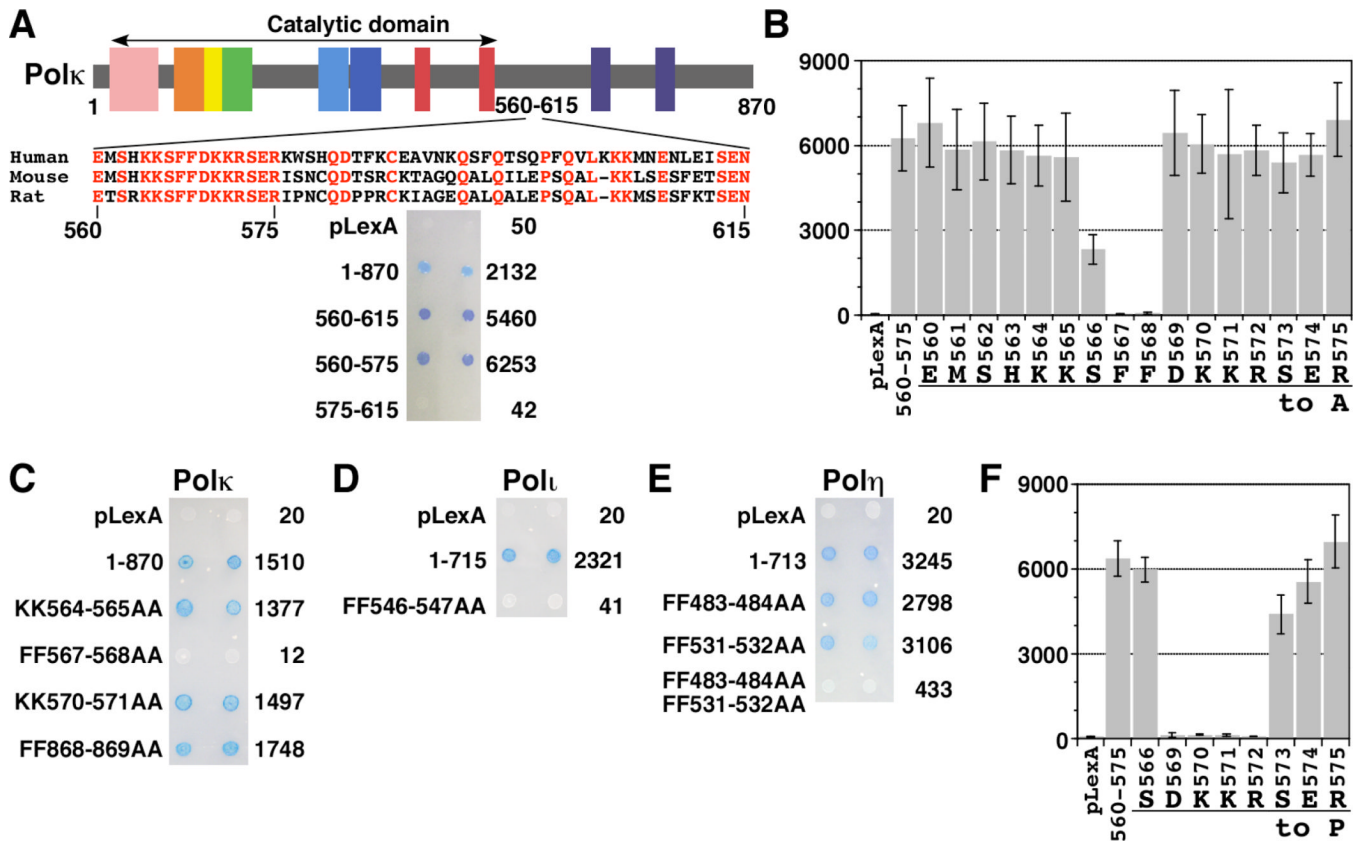 A
Catalytic domain
Polκ
1
560-615
870
Human EMSHKKSFFDKKRSERKWSHQDTFKCEAVNKQSFQTSQPFQVLKKKMNENLEISEN
Mouse EMSHKKSFFDKKRSERISNCQDTSRCKTAGQQALQILEPSQAL-KKLSESFETSEN
Rat ETSRKKSFFDKKRSERIPNCQDPPRCKIAGEQALQALEPSQAL-KKMSESFKTSEN
560
575
615
pLexA 50
1-870 2132
560-615 5460
560-575 6253
575-615 42
B
9000
6000
3000
0
pLexA
560-575
E560
M561
S562
H563
K564
K565
S566
F567
F568
D569
K570
K571
R572
S573
E574
R575
to A
C
Polκ
pLexA 20
1-870 1510
KK564-565AA 1377
FF567-568AA 12
KK570-571AA 1497
FF868-869AA 1748
D
Polι
pLexA 20
1-715 2321
FF546-547AA 41
E
Polη
pLexA 20
1-713 3245
FF483-484AA 2798
FF531-532AA 3106
FF483-484AA
FF531-532AA 433
F
9000
6000
3000
0
pLexA
560-575
S566
D569
K570
K571
R572
S573
E574
R575
to P